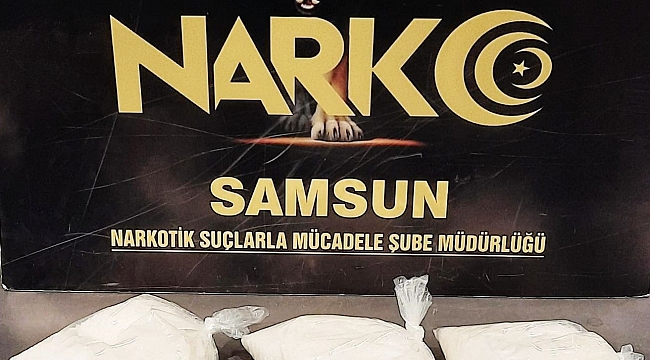 NARKO
SAMSUN
NARKOTİK SUÇLARLA MÜCADELE ŞUBE MÜDÜRLÜĞÜ